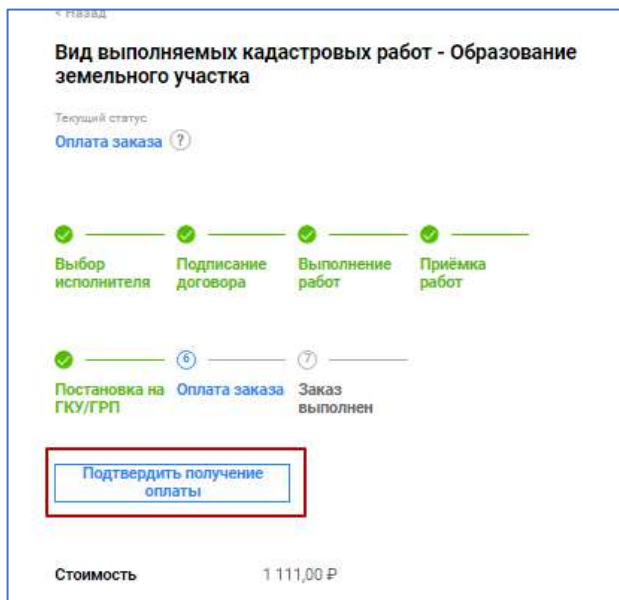 < Назад
Вид выполняемых кадастровых работ - Образование
земельного участка
Текущий статус
Оплата заказа ?
Выбор исполнителя
Подписание договора
Выполнение работ
Приёмка работ
Постановка на ГКУ/ГРП
6 Оплата заказа
7 Заказ выполнен
Подтвердить получение
оплаты
Стоимость 1 111,00 ₽